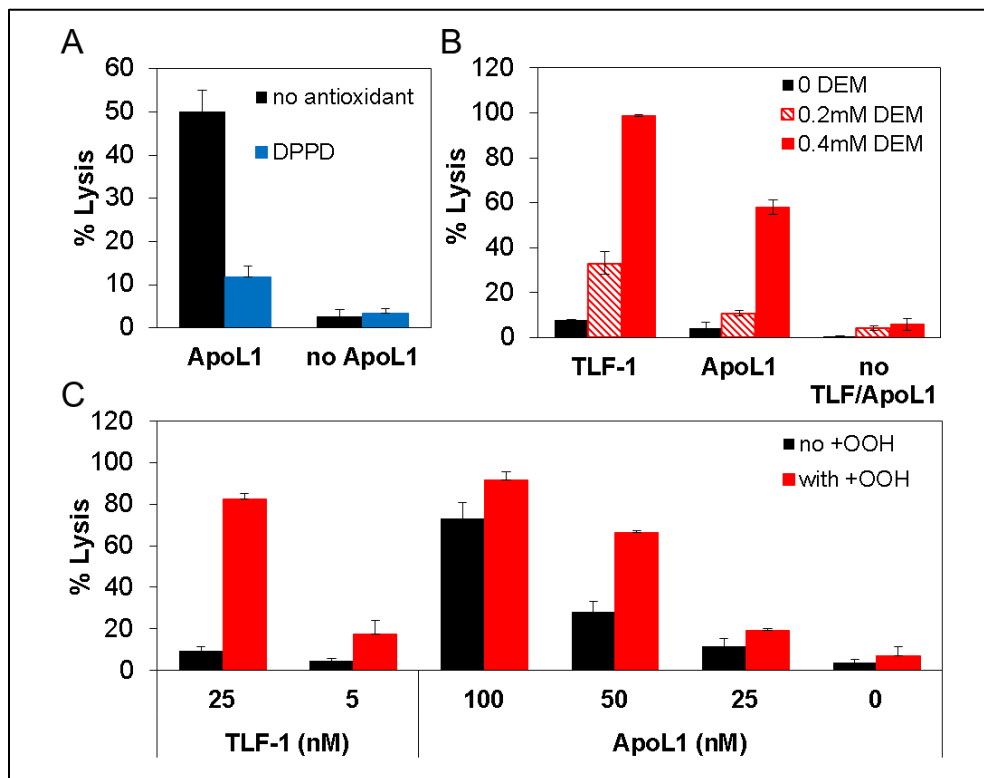 A
60
50
40
30
20
10
0
% Lysis
no antioxidant
DPPD
ApoL1 no ApoL1
B
120
100
80
60
40
20
0
% Lysis
0 DEM
0.2mM DEM
0.4mM DEM
TLF-1 ApoL1 no
TLF/ApoL1
C
120
100
80
60
40
20
0
% Lysis
no +OOH
with +OOH
25 5 100 50 25 0
TLF-1 (nM) ApoL1 (nM)